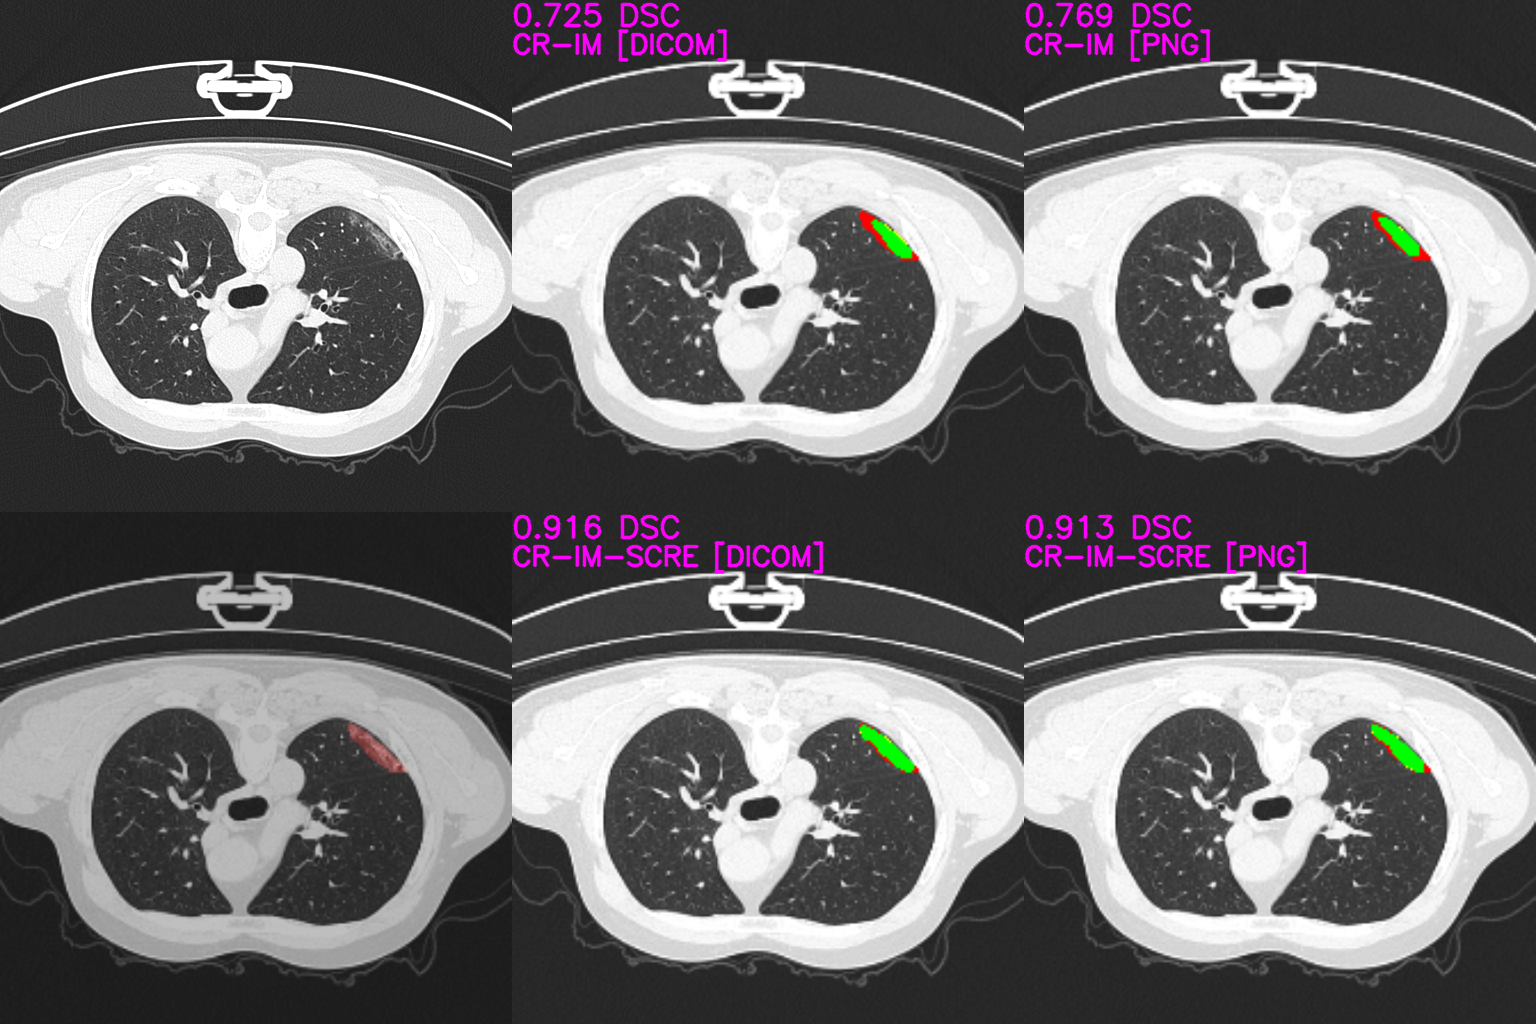 0.725 DSC
CR-IM [DICOM]
0.769 DSC
CR-IM [PNG]
0.916 DSC
CR-IM-SCRE [DICOM]
0.913 DSC
CR-IM-SCRE [PNG]